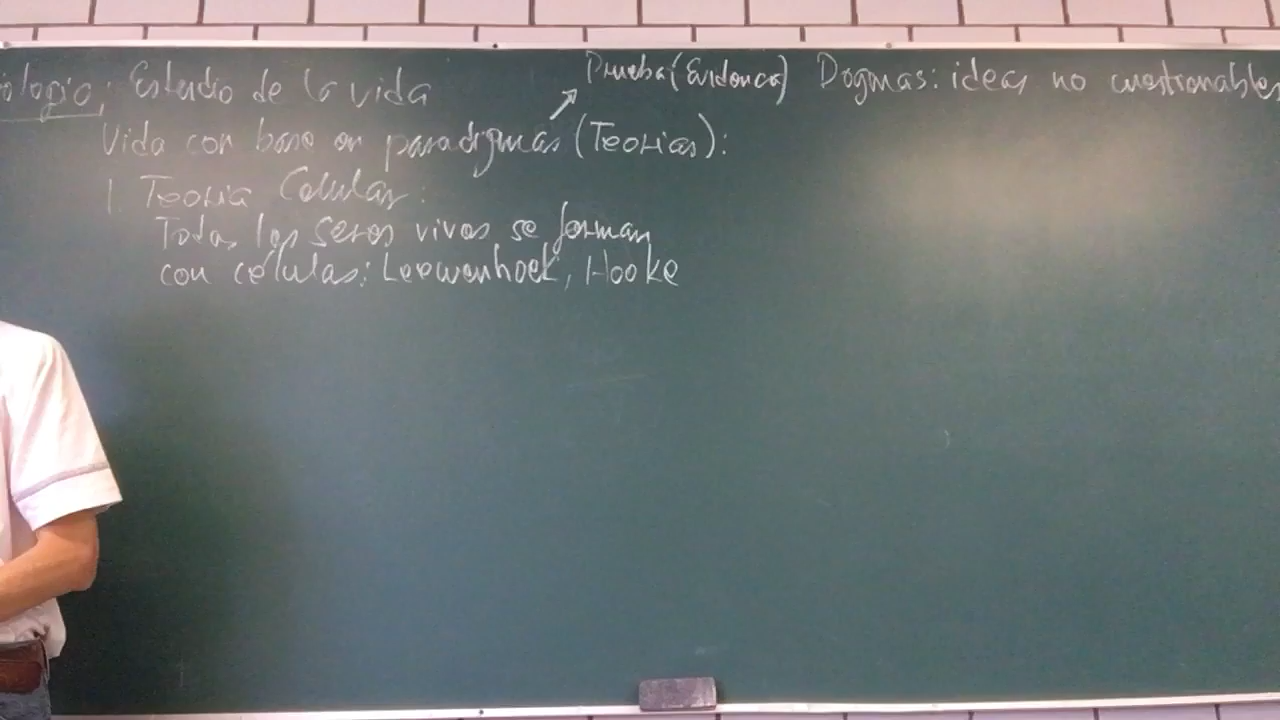 ología: Estudio de la vida
Prueba (Evidencia) Dogmas: ideas no cuestionables
Vida con base en paradigmas (Teorías):
1. Teoría Celular:
Todos los seres vivos se forman
con células: Leewenhoek, Hooke